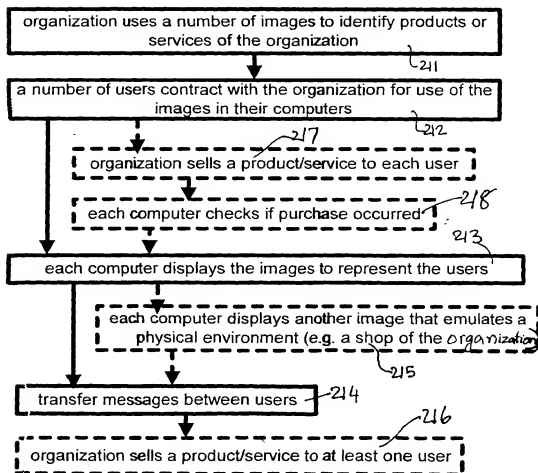 organization uses a number of images to identify products or
services of the organization
211
a number of users contract with the organization for use of the
images in their computers
212
217
organization sells a product/service to each user
218
each computer checks if purchase occurred
213
each computer displays the images to represent the users
each computer displays another image that emulates a
physical environment (e.g. a shop of the organization)
215
transfer messages between users
214
216
organization sells a product/service to at least one user